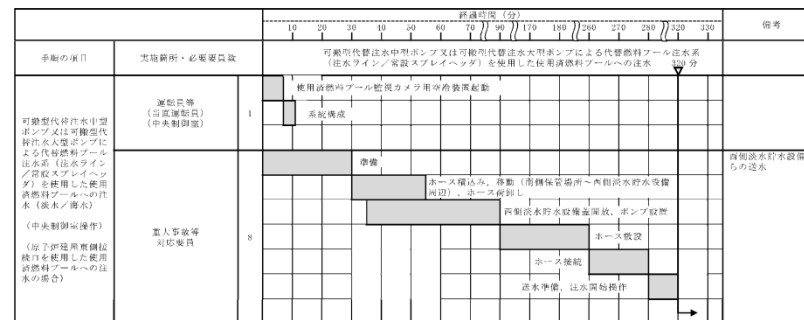 経過時間（分）
備考
10 20 30 40 50 60 70 80 90 170 180 260 280 320 330
手順の項目
実施箇所・必要要員数
可搬型代替注水中型ポンプ又は可搬型代替注水大型ポンプによる代替燃料プール注水系
（注水ライン／常設スプレイヘッダ）を使用した使用済燃料プールへの注水
320 分
可搬型代替注水中型
ポンプ又は可搬型代
替注水大型ポンプに
よる代替燃料プール
注水系（注水ライン
／常設スプレイヘッ
ダ）を使用した使用
済燃料プールへの注
水（淡水／海水）
（中央制御室操作）
（原子炉建屋東側接
続口を使用した使用
済燃料プールへの注
水の場合）
運転員等
（当直運転員）
（中央制御室）
1
使用済燃料プール監視カメラ用空冷装置起動
系統構成
重大事故等
対応要員
8
準備
ホース積込み，移動（南側保管場所～西側淡水貯水設備
周辺），ホース荷卸し
西側淡水貯水設備蓋開放，ポンプ設置
ホース敷設
ホース接続
送水準備，注水開始操作
西側淡水貯水設備
らの送水